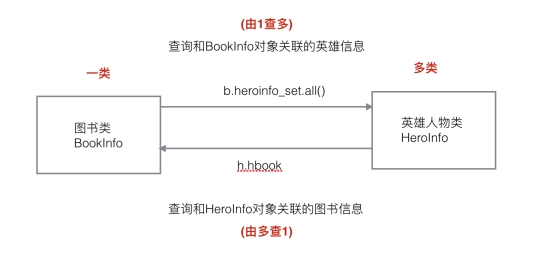 (由1查多)
查询和BookInfo对象关联的英雄信息
一类
多类
b.heroinfo_set.all()
图书类
BookInfo
英雄人物类
HeroInfo
h.hbook
查询和HeroInfo对象关联的图书信息
(由多查1)